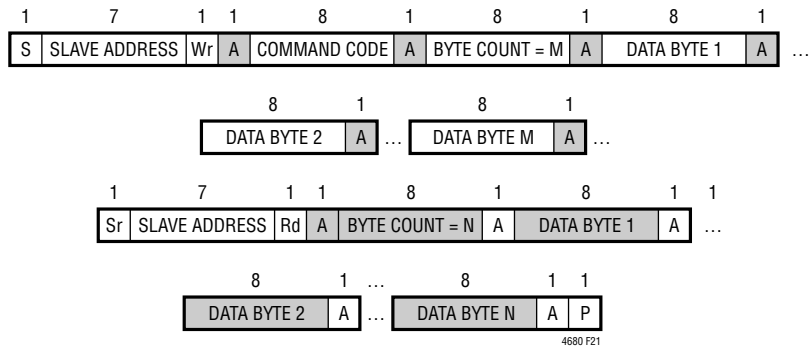 1 7 1 1 8 1 8 1 8 1
S SLAVE ADDRESS Wr A COMMAND CODE A BYTE COUNT = M A DATA BYTE 1 A …
8 1 8 1
DATA BYTE 2 A … DATA BYTE M A …
1 7 1 1 8 1 8 1 1
Sr SLAVE ADDRESS Rd A BYTE COUNT = N A DATA BYTE 1 A …
8 1 … 8 1 1
DATA BYTE 2 A … DATA BYTE N A P
4680 F21